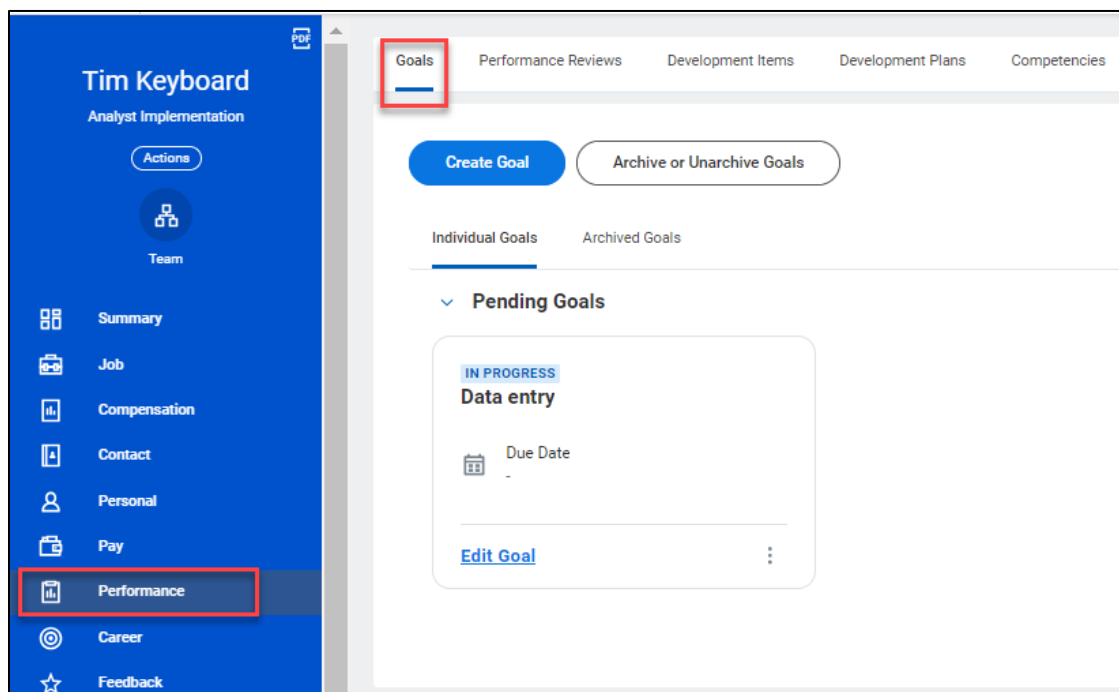 PDF
Tim Keyboard
Analyst Implementation
Actions
Team
Summary
Job
Compensation
Contact
Personal
Pay
Performance
Career
Feedback
Goals Performance Reviews Development Items Development Plans Competencies
Create Goal Archive or Unarchive Goals
Individual Goals Archived Goals
Pending Goals
IN PROGRESS
Data entry
Due Date
-
Edit Goal